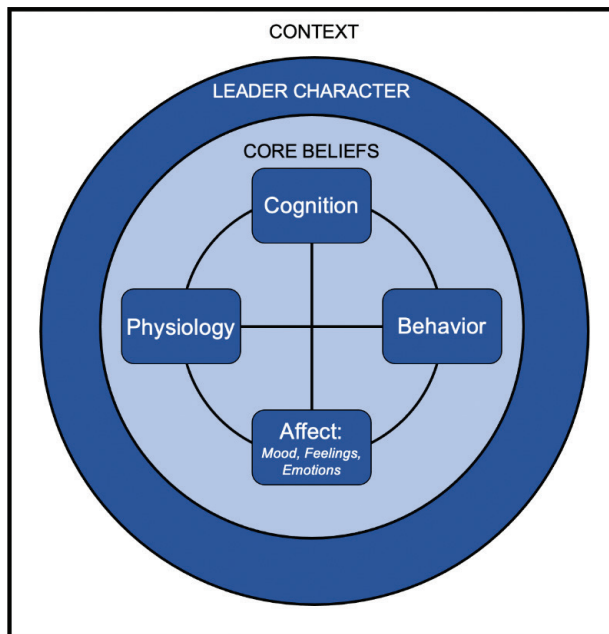 CONTEXT
LEADER CHARACTER
CORE BELIEFS
Cognition
Physiology
Behavior
Affect:
Mood, Feelings,
Emotions